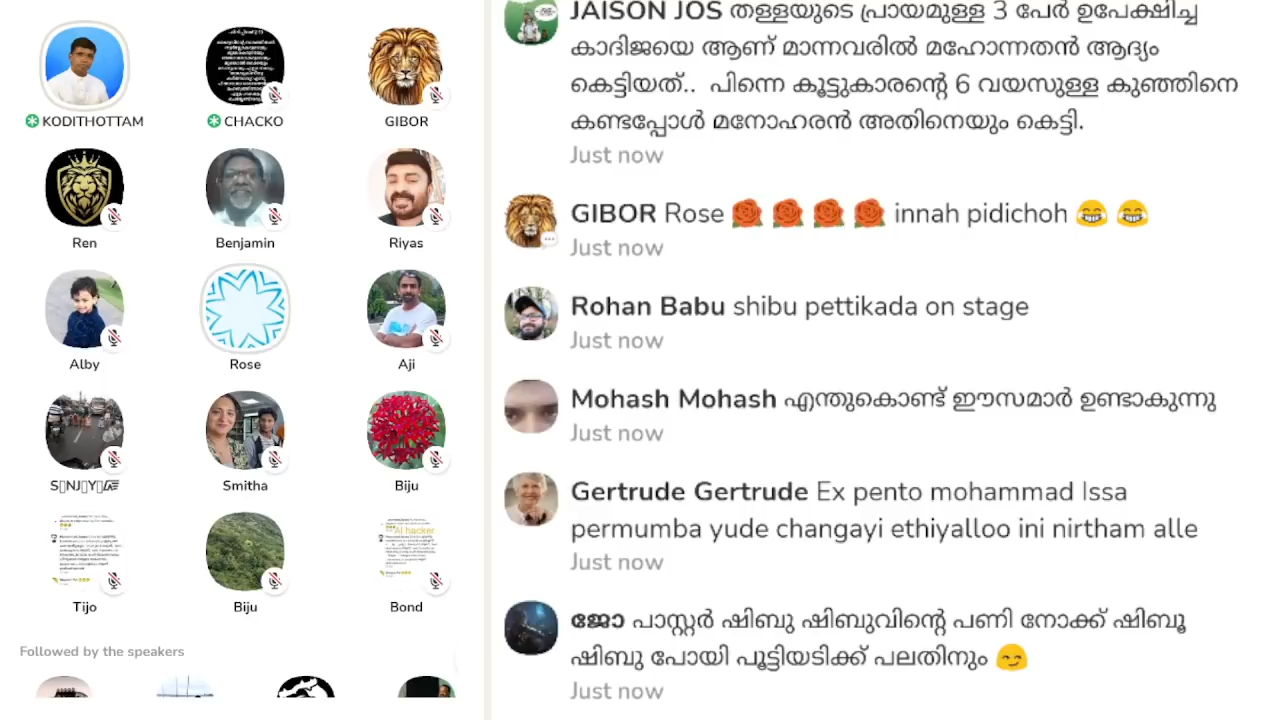 KODITHOTTAM
CHACKO
GIBOR
Ren
Benjamin
Riyas
Alby
Rose
Aji
Smitha
Biju
AI hacker
Tijo
Biju
Bond
Followed by the speakers
JAISON JOS തള്ളയുടെ പ്രായമുള്ള 3 പേർ ഉപേക്ഷിച്ച
കാദിജയെ ആണ് മാന്നവരിൽ മഹോന്നതൻ ആദ്യം
കെട്ടിയത്.. പിന്നെ കൂട്ടുകാരന്റെ 6 വയസുള്ള കുഞ്ഞിനെ
കണ്ടപ്പോൾ മനോഹരൻ അതിനെയും കെട്ടി.
Just now
GIBOR Rose 🌹 🌹 🌹 🌹 innah pidichoh 😂 😂
Just now
Rohan Babu shibu pettikada on stage
Just now
Mohash Mohash എന്തുകൊണ്ട് ഈസമാർ ഉണ്ടാകുന്നു
Just now
Gertrude Gertrude Ex pento mohammad Issa
permumba yude changayi ethiyalloo ini nirtham alle
Just now
ജോ പാസ്റ്റർ ഷിബു ഷിബുവിന്റെ പണി നോക്ക് ഷിബൂ
ഷിബു പോയി പൂട്ടിയടിക്ക് പലതിനും 😏
Just now